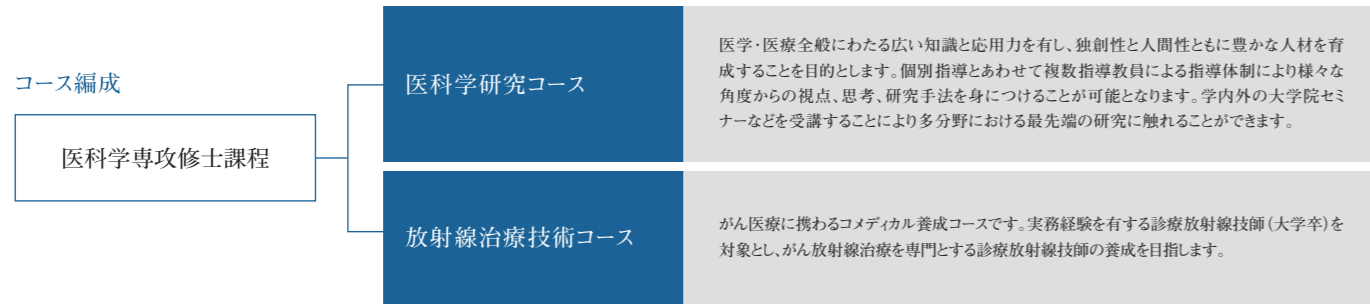 コース編成
医科学専攻修士課程
医科学研究コース
医学・医療全般にわたる広い知識と応用力を有し、独創性と人間性ともに豊かな人材を育
成することを目的とします。個別指導とあわせて複数指導教員による指導体制により様々な
角度からの視点、思考、研究手法を身につけることが可能となります。学内外の大学院セミ
ナーなどを受講することにより多分野における最先端の研究に触れることができます。
放射線治療技術コース
がん医療に携わるコメディカル養成コースです。実務経験を有する診療放射線技師(大学卒)を
対象とし、がん放射線治療を専門とする診療放射線技師の養成を目指します。